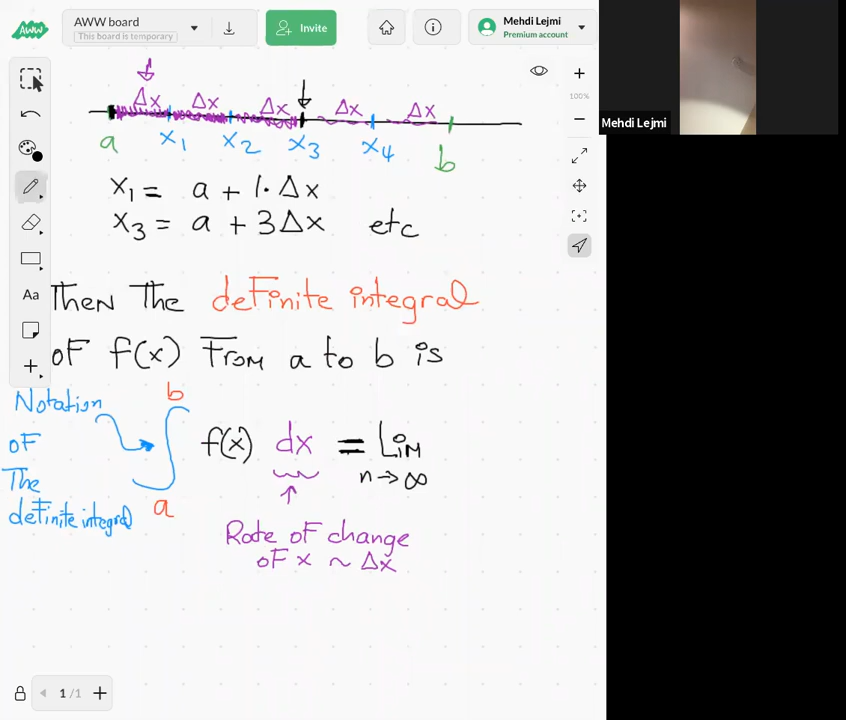 AWW
AWW board
This board is temporary
Invite
Mehdi Lejmi
Premium account
100%
Δx Δx Δx Δx Δx
a x₁ x₂ x₃ x₄ b
x₁ = a + 1·Δx
x₃ = a + 3Δx etc
Then The definite integral
OF f(x) From a to b is
Notation
OF
The
definite integral
b
∫ f(x) dx = Lim
a
n→∞
Rate of change
of x ~ Δx
Aa
1 / 1
Mehdi Lejmi